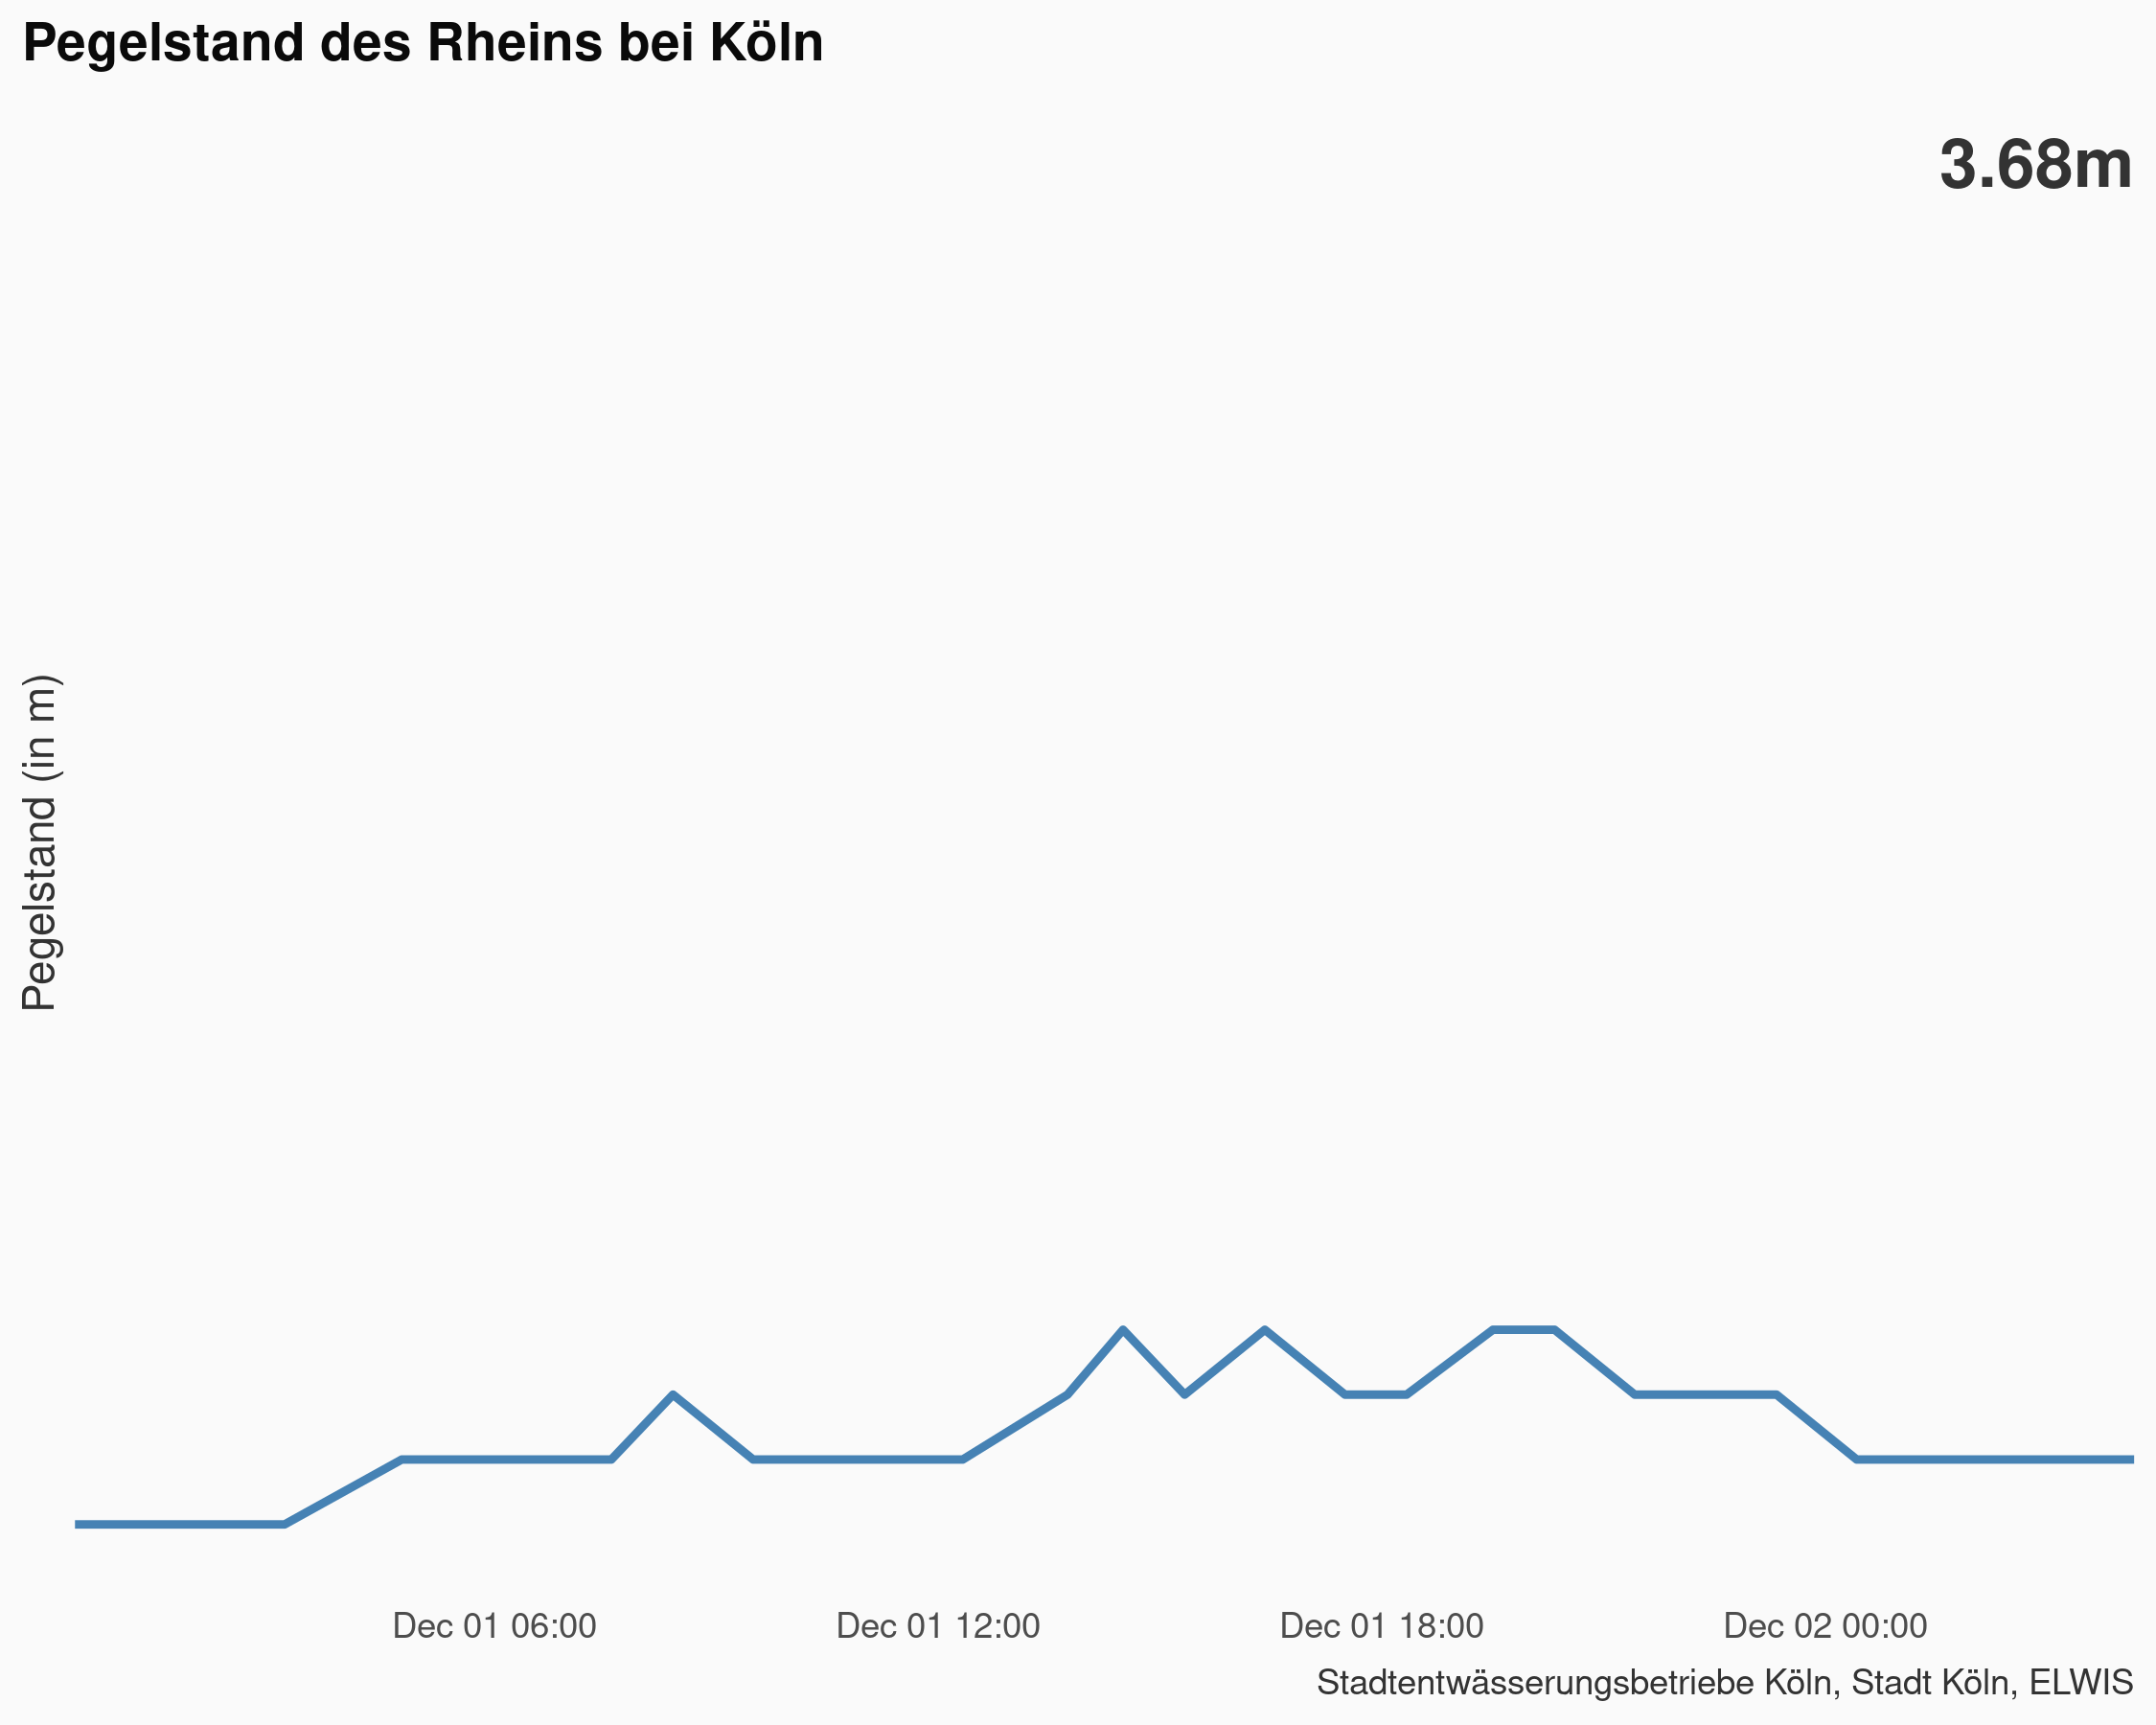 Pegelstand des Rheins bei Köln
3.68m
Pegelstand (in m)
Dec 01 06:00
Dec 01 12:00
Dec 01 18:00
Dec 02 00:00
Stadtentwässerungsbetriebe Köln, Stadt Köln, ELWIS